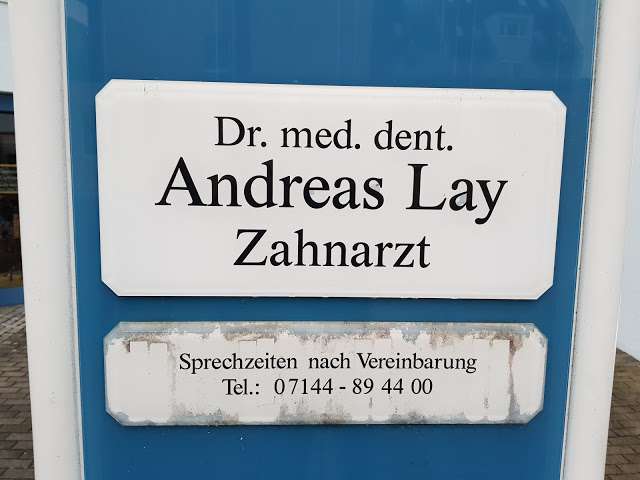 Dr. med. dent.
Andreas Lay
Zahnarzt
Sprechzeiten nach Vereinbarung
Tel.: 07144 - 89 44 00